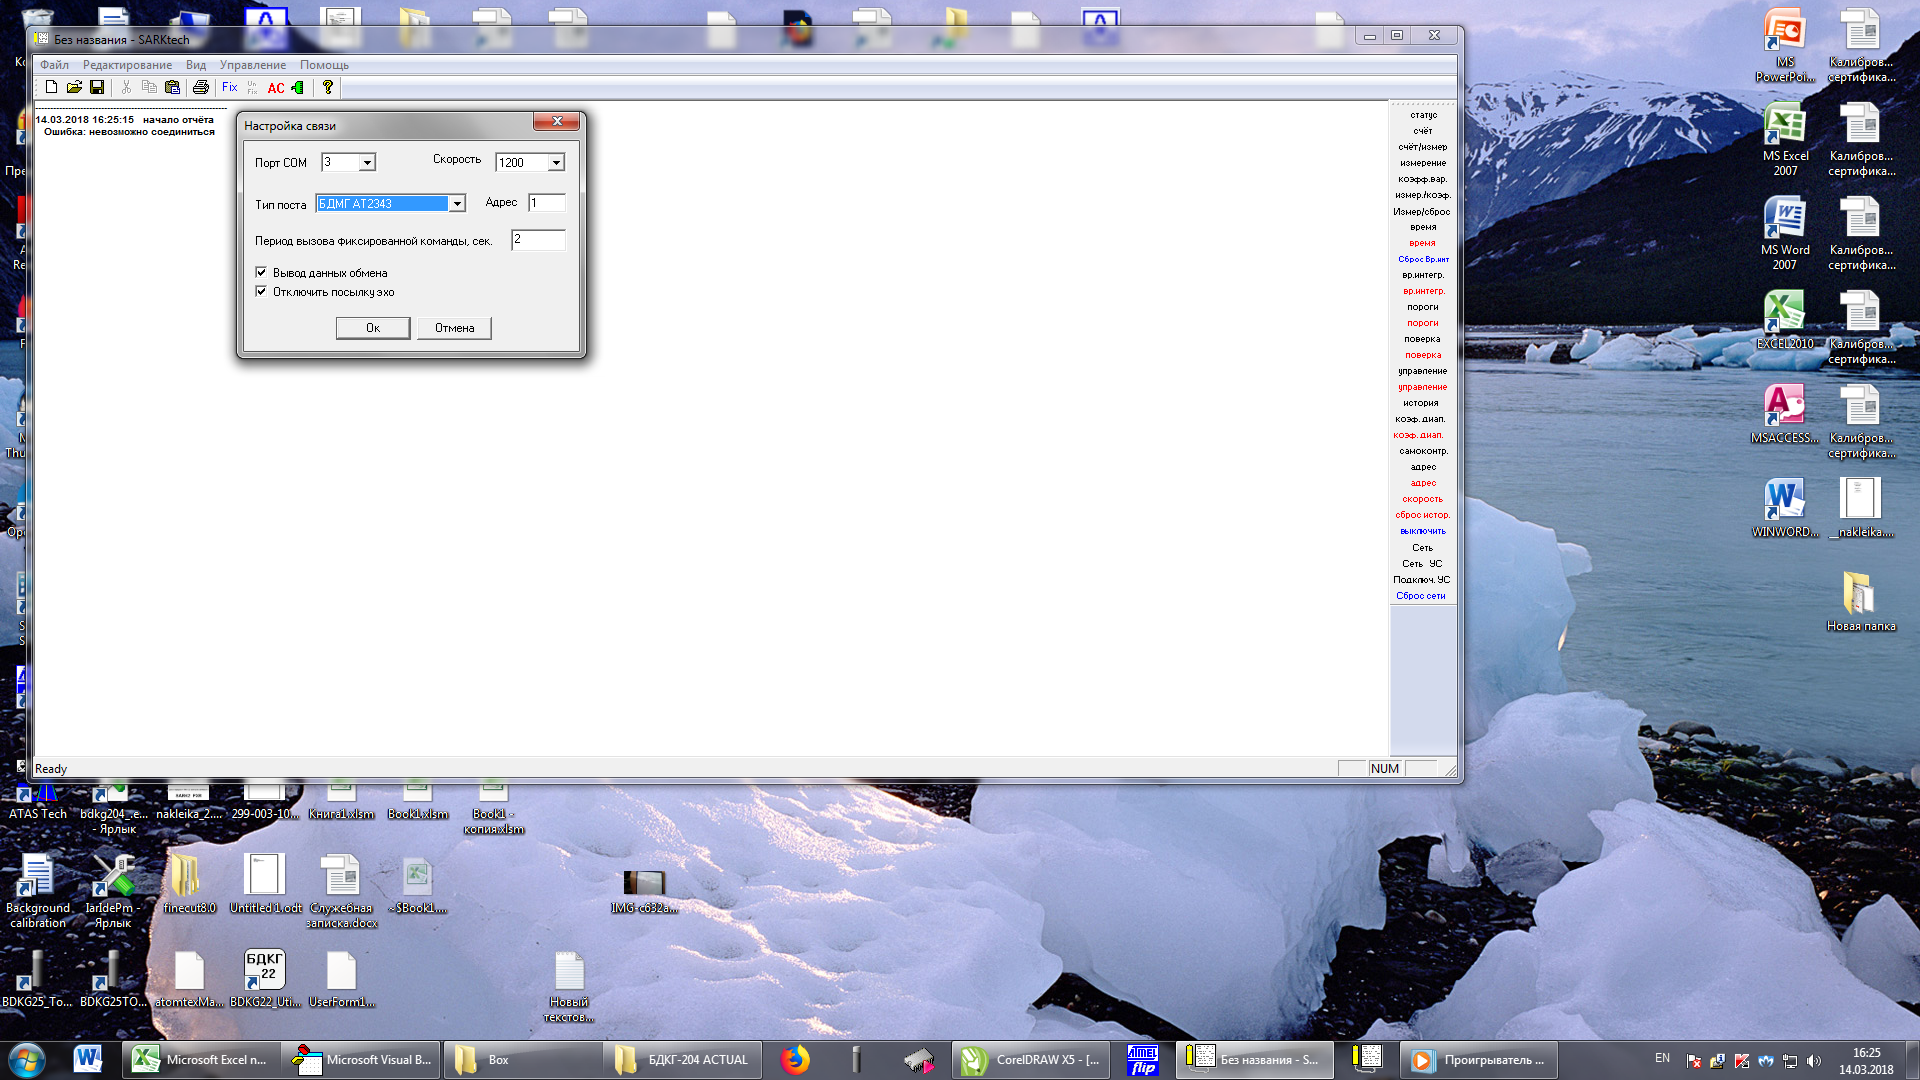 Без названия - SARKtech
Файл Редактирование Вид Управление Помощь
Fix Un Fix AC
14.03.2018 16:25:15 начало отчёта
Ошибка: невозможно соединиться
Настройка связи
Порт COM 3 Скорость 1200
Тип поста БДМГ АТ2343 Адрес 1
Период вызова фиксированной команды, сек. 2
Вывод данных обмена
Отключить посылку эхо
Ок Отмена
статус
счёт
счёт/измер
измерение
коэфф.вар.
измер./коэф.
Измер/сброс
время
время
Сброс Вр.инт
вр.интегр.
вр.интегр.
пороги
пороги
поверка
поверка
управление
управление
история
коэф. диап.
коэф. диап.
самоконтр.
адрес
адрес
скорость
сброс истор.
выключить
Сеть
Сеть УС
Подключ. УС
Сброс сети
Ready NUM
MS PowerPoi...
Калибров... сертифика...
MS Excel 2007
Калибров... сертифика...
MS Word 2007
Калибров... сертифика...
EXCEL2010
Калибров... сертифика...
MSACCESS...
Калибров... сертифика...
WINWORD...
__nakleika....
Новая папка
ATAS Tech
bdkg204_.e... - Ярлык
nakleika_2....
299-003-10...
Книга1.xlsm
Book1.xlsm
Book1 - копия.xlsm
Background calibration
IarIdePm - Ярлык
finecut8.0
Untitled 1.odt
Служебная записка.docx
~$Book1....
IMG-c632a...
БДКГ
22
BDKG25_To...
BDKG25TO...
atomtexMa...
BDKG22_Uti...
UserForm1...
Новый текстов...
Microsoft Excel n...
Microsoft Visual B...
Box
БДКГ-204 ACTUAL
CorelDRAW X5 - [...
ATMEL flip
Без названия - S...
Проигрыватель ...
EN
16:25
14.03.2018